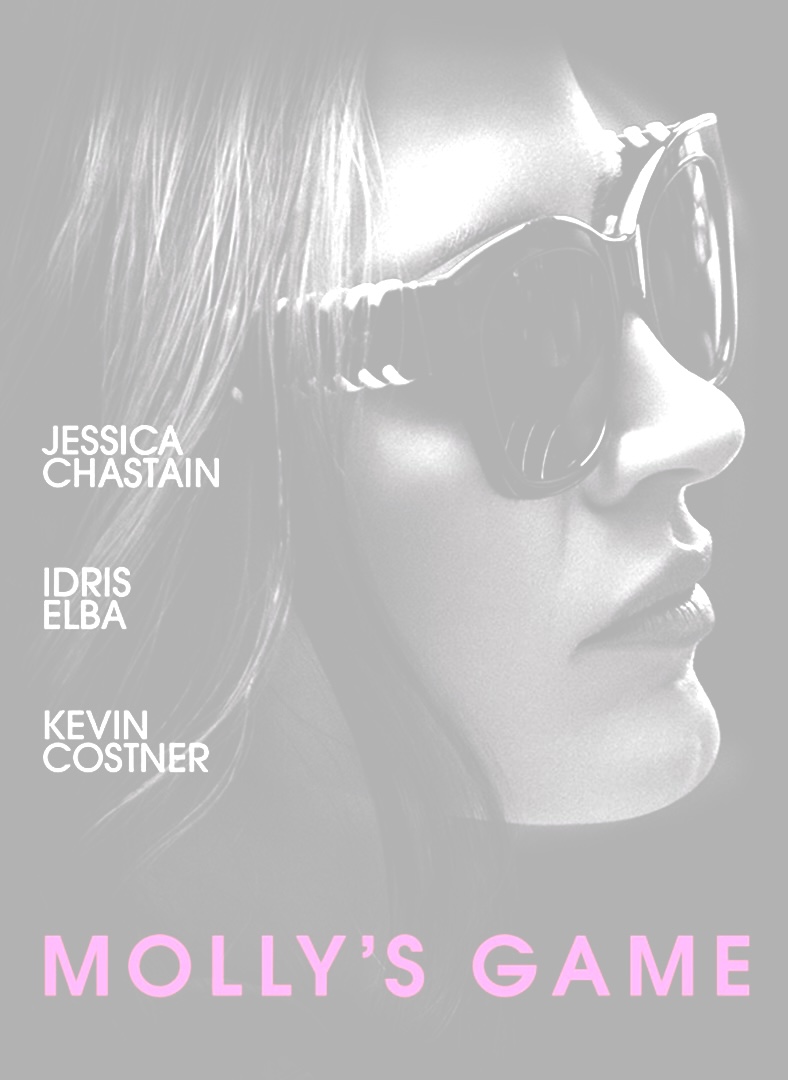 JESSICA
CHASTAIN
IDRIS
ELBA
KEVIN
COSTNER
MOLLY’S GAME